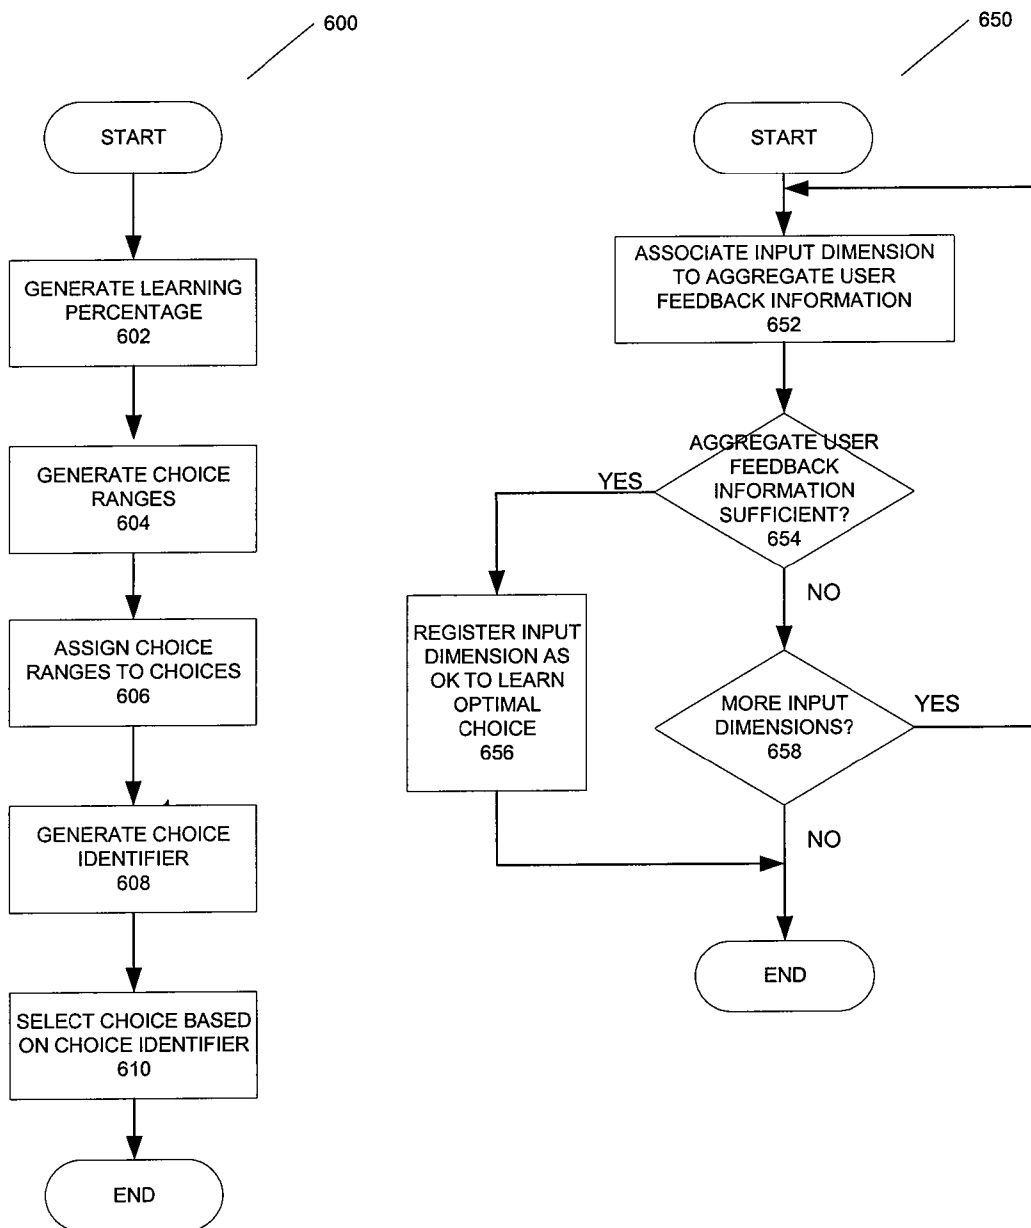 600
START
GENERATE LEARNING
PERCENTAGE
602
GENERATE CHOICE
RANGES
604
ASSIGN CHOICE
RANGES TO CHOICES
606
GENERATE CHOICE
IDENTIFIER
608
SELECT CHOICE BASED
ON CHOICE IDENTIFIER
610
END
650
START
ASSOCIATE INPUT DIMENSION
TO AGGREGATE USER
FEEDBACK INFORMATION
652
AGGREGATE USER
FEEDBACK
INFORMATION
SUFFICIENT?
654
YES
NO
REGISTER INPUT
DIMENSION AS
OK TO LEARN
OPTIMAL
CHOICE
656
MORE INPUT
DIMENSIONS?
658
YES
NO
END